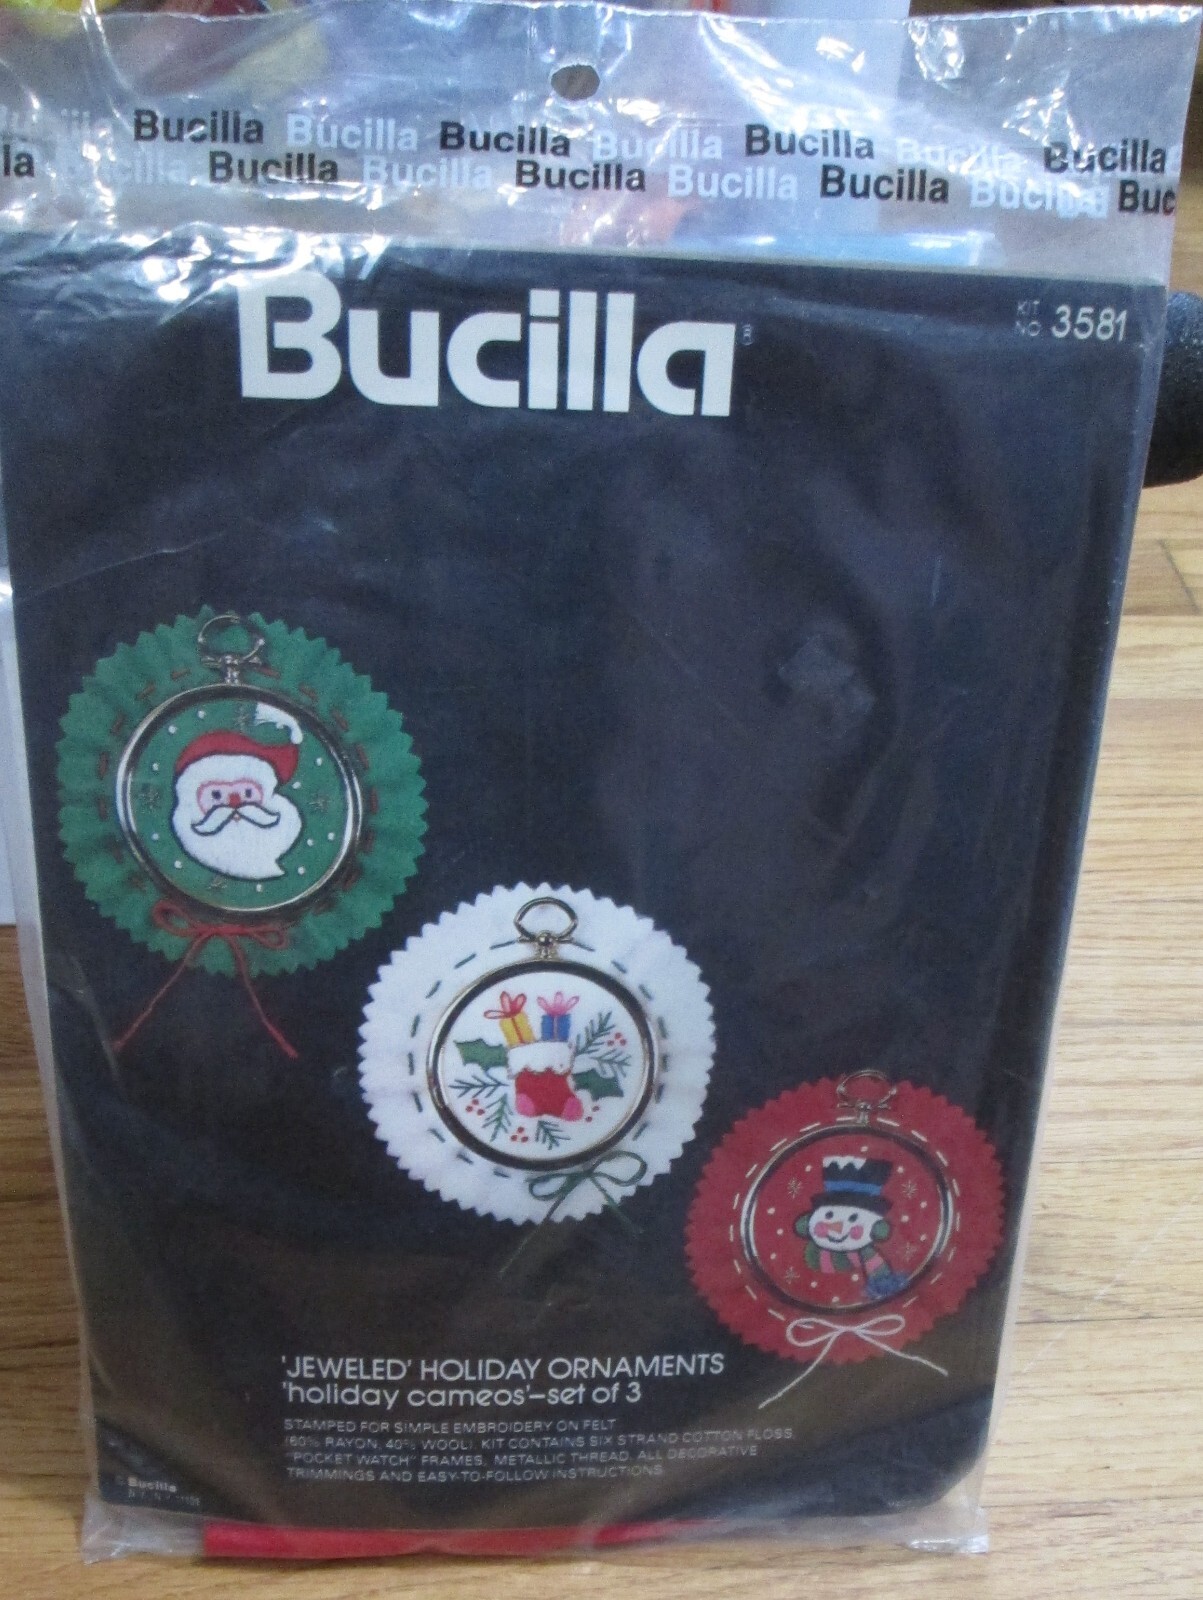 Bucilla Bucilla Bucilla Bucilla Bucilla Bucilla Bucilla
la Bucilla Bucilla Bucilla Bucilla Bucilla Bucilla Bucilla Buc
Bucilla®
KIT NO 3581
'JEWELED' HOLIDAY ORNAMENTS
'holiday cameos'–set of 3
STAMPED FOR SIMPLE EMBROIDERY ON FELT
(60% RAYON, 40% WOOL). KIT CONTAINS SIX STRAND COTTON FLOSS,
"POCKET WATCH" FRAMES, METALLIC THREAD, ALL DECORATIVE
TRIMMINGS AND EASY-TO-FOLLOW INSTRUCTIONS
© Bucilla